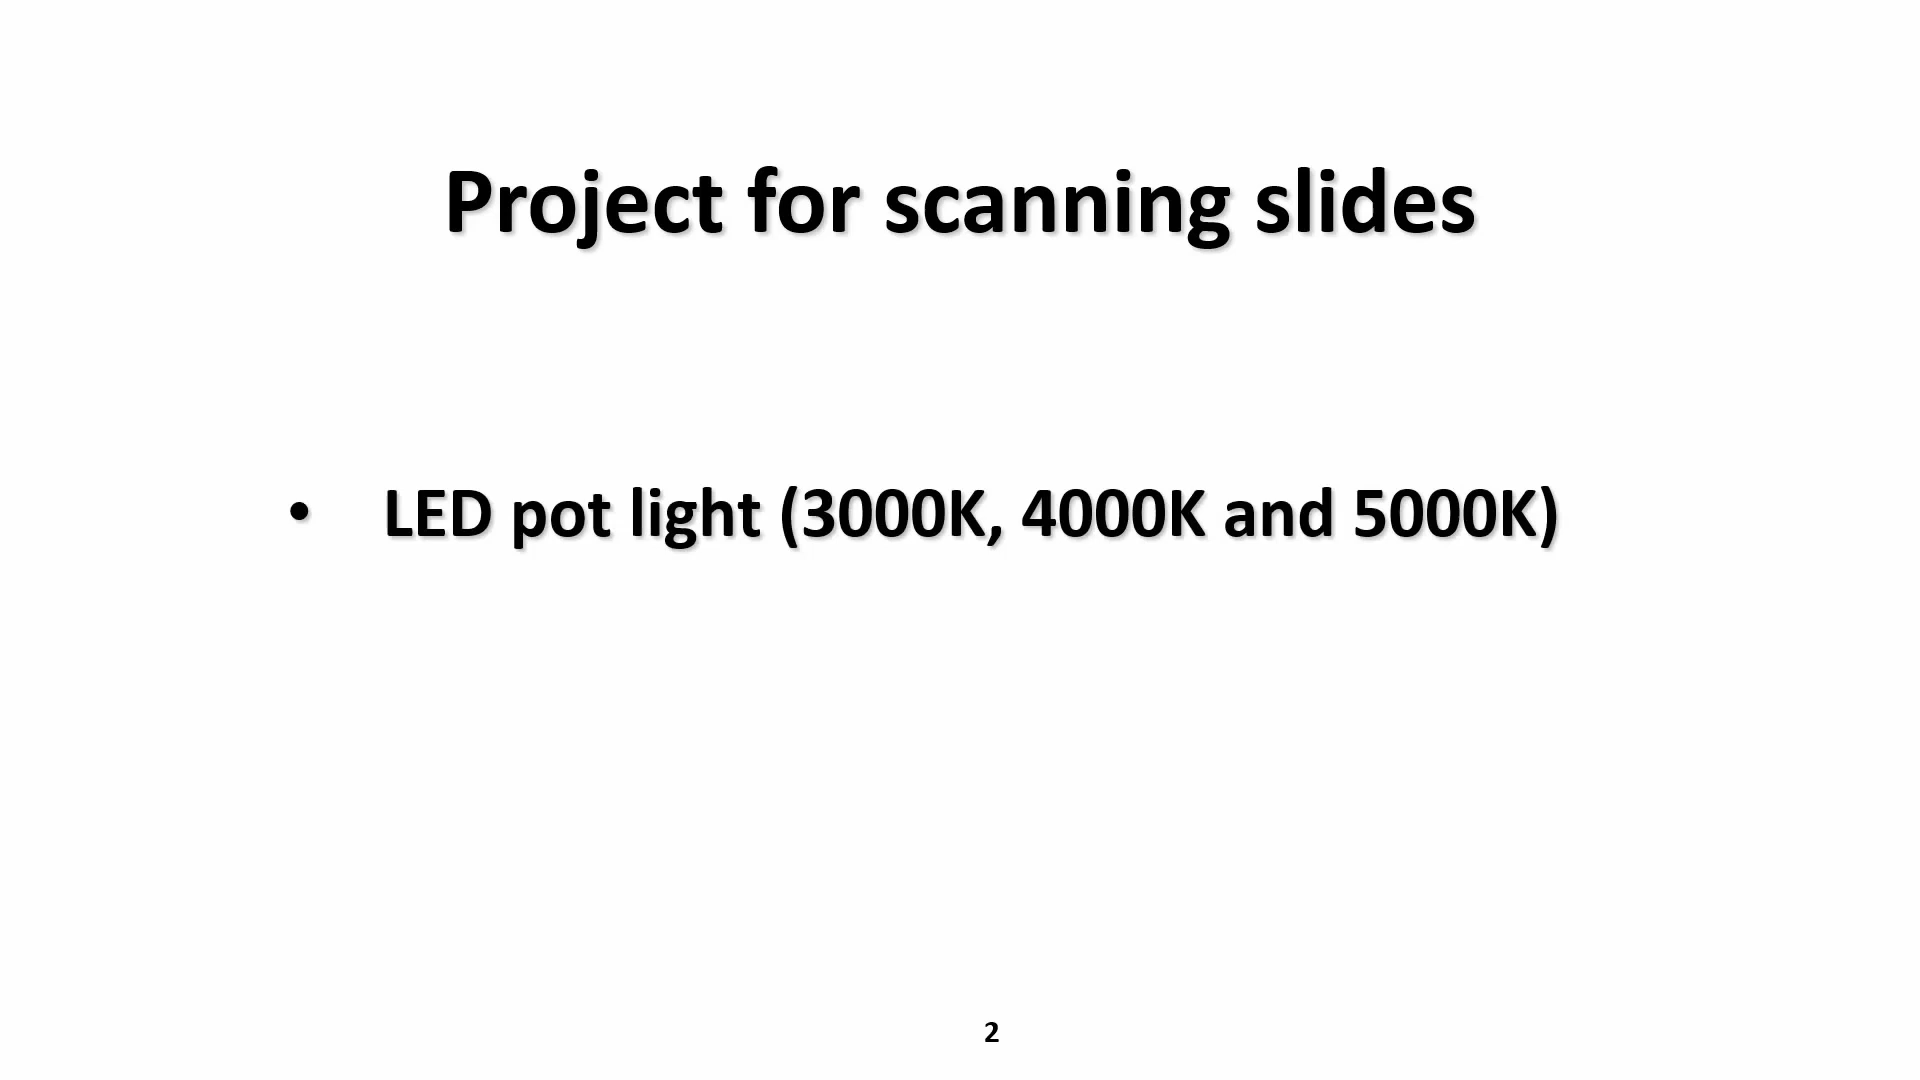 Project for scanning slides
• LED pot light (3000K, 4000K and 5000K)
2